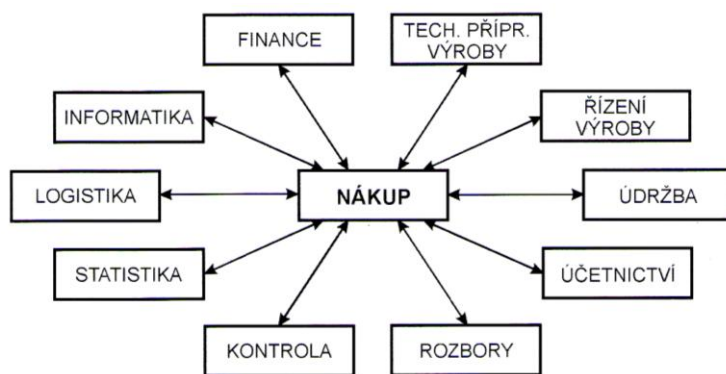 FINANCE
TECH. PŘÍPR.
VÝROBY
INFORMATIKA
ŘÍZENÍ
VÝROBY
LOGISTIKA
NÁKUP
ÚDRŽBA
STATISTIKA
ÚČETNICTVÍ
KONTROLA
ROZBORY